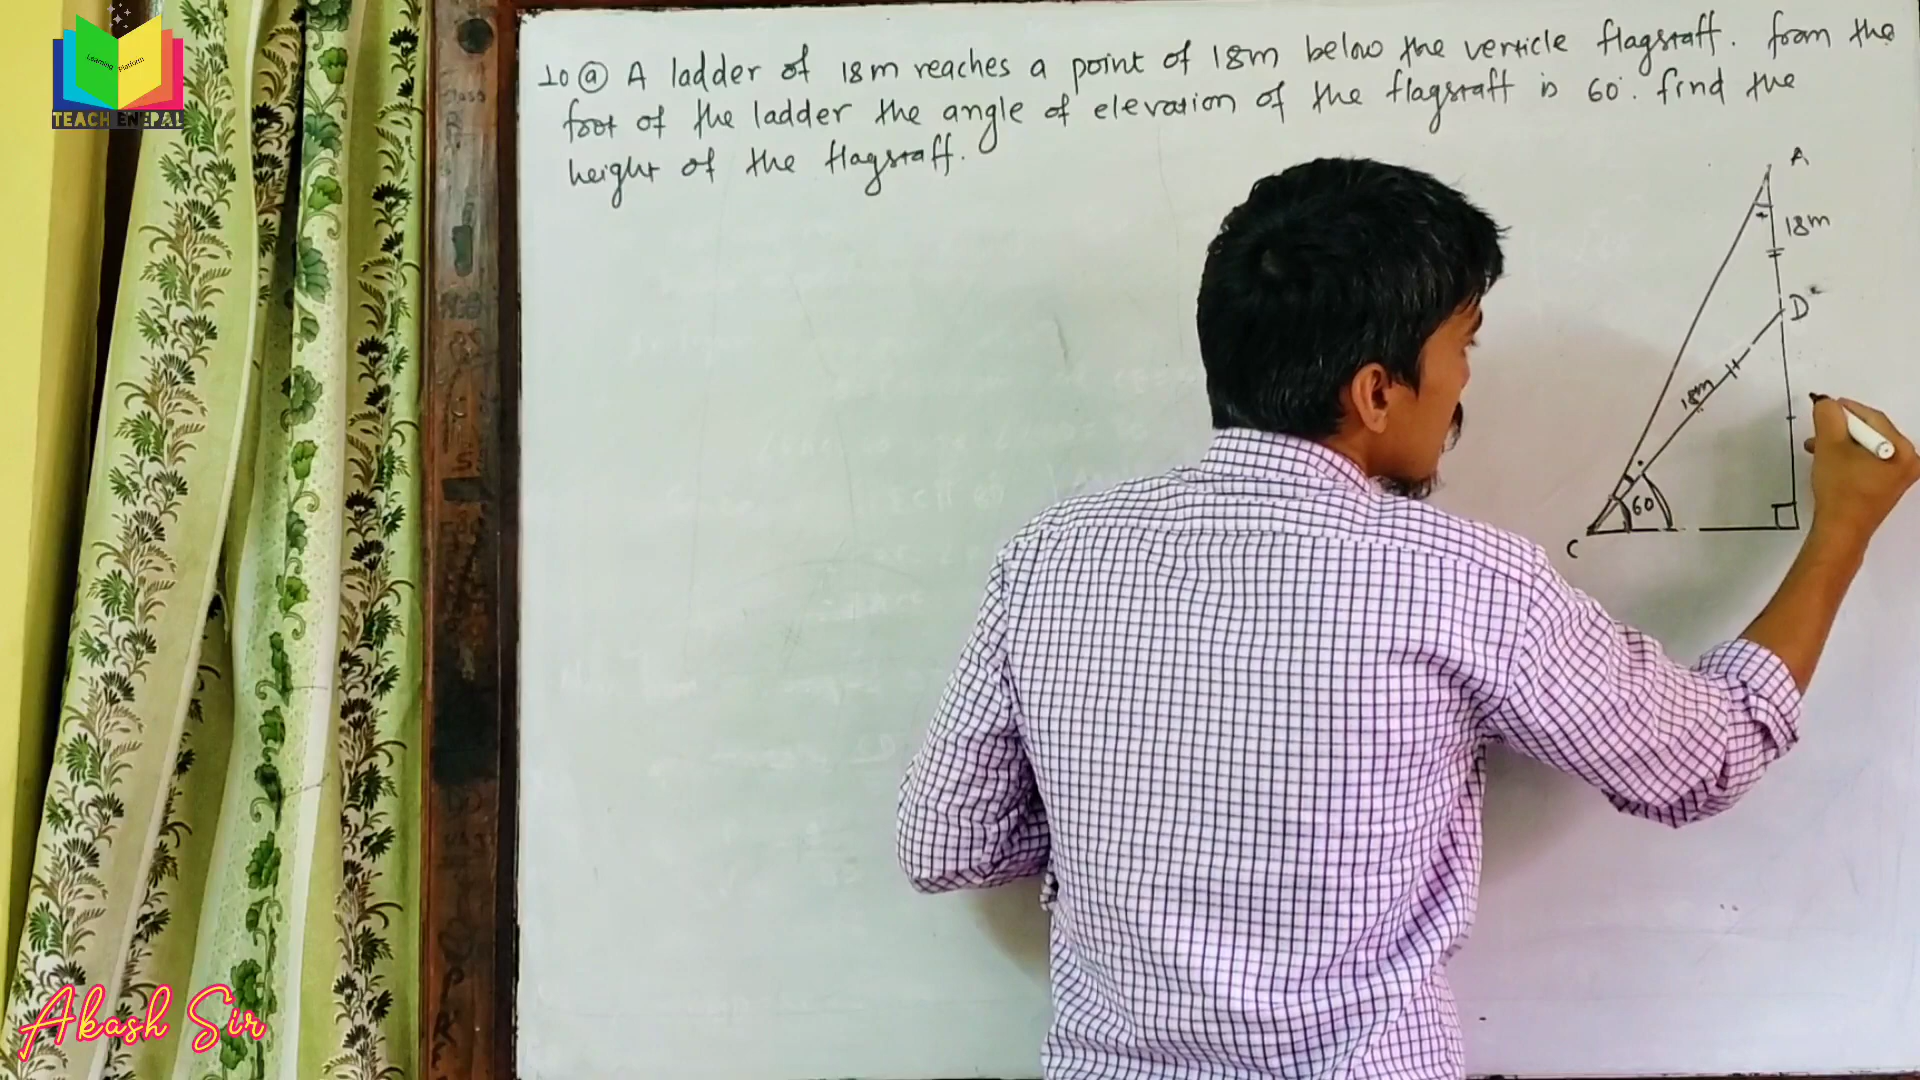 Learning Platform
TEACH ENEPAL
10 ⓐ A ladder of 18m reaches a point of 18m below the verticle flagstaff. from the
foot of the ladder the angle of elevation of the flagstaff is 60°. find the
height of the flagstaff.
A
18m
D
18m
60
C
Akash Sir